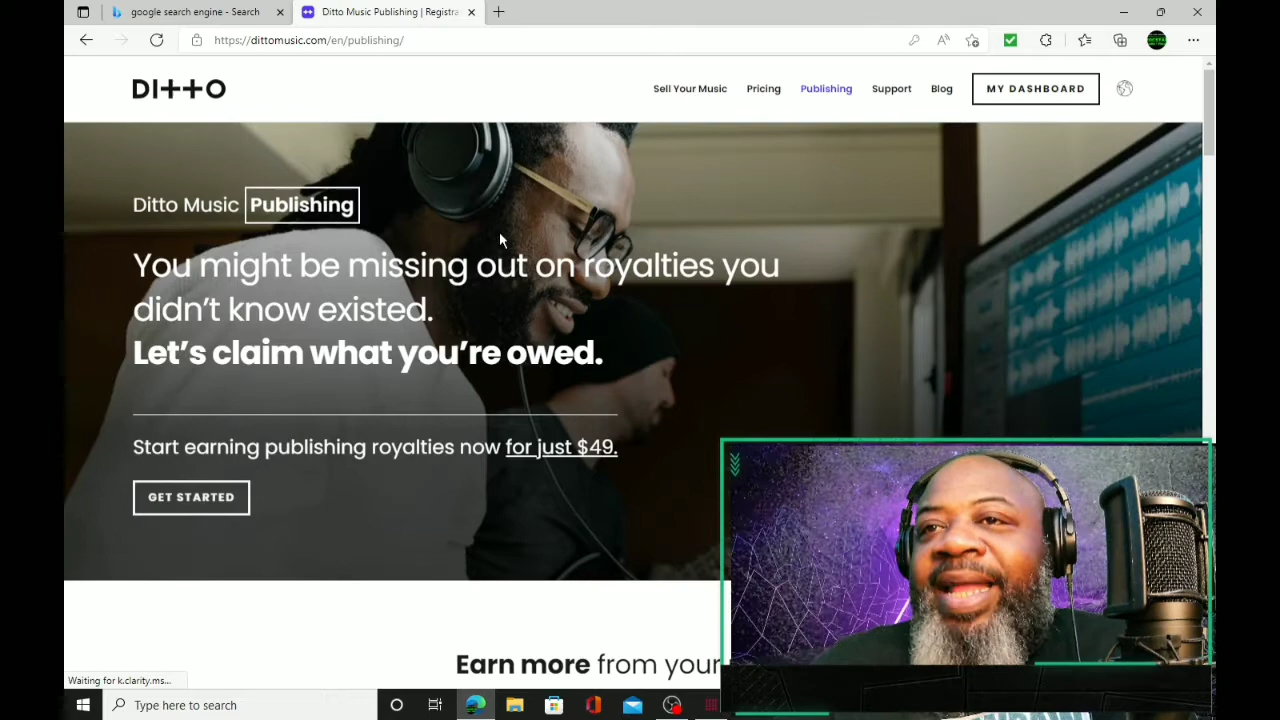 google search engine - Search
Ditto Music Publishing | Registra
https://dittomusic.com/en/publishing/
DITTO
Sell Your Music
Pricing
Publishing
Support
Blog
MY DASHBOARD
Ditto Music Publishing
You might be missing out on royalties you
didn't know existed.
Let's claim what you're owed.
Start earning publishing royalties now for just $49.
GET STARTED
Earn more from your
Waiting for k.clarity.ms...
Type here to search